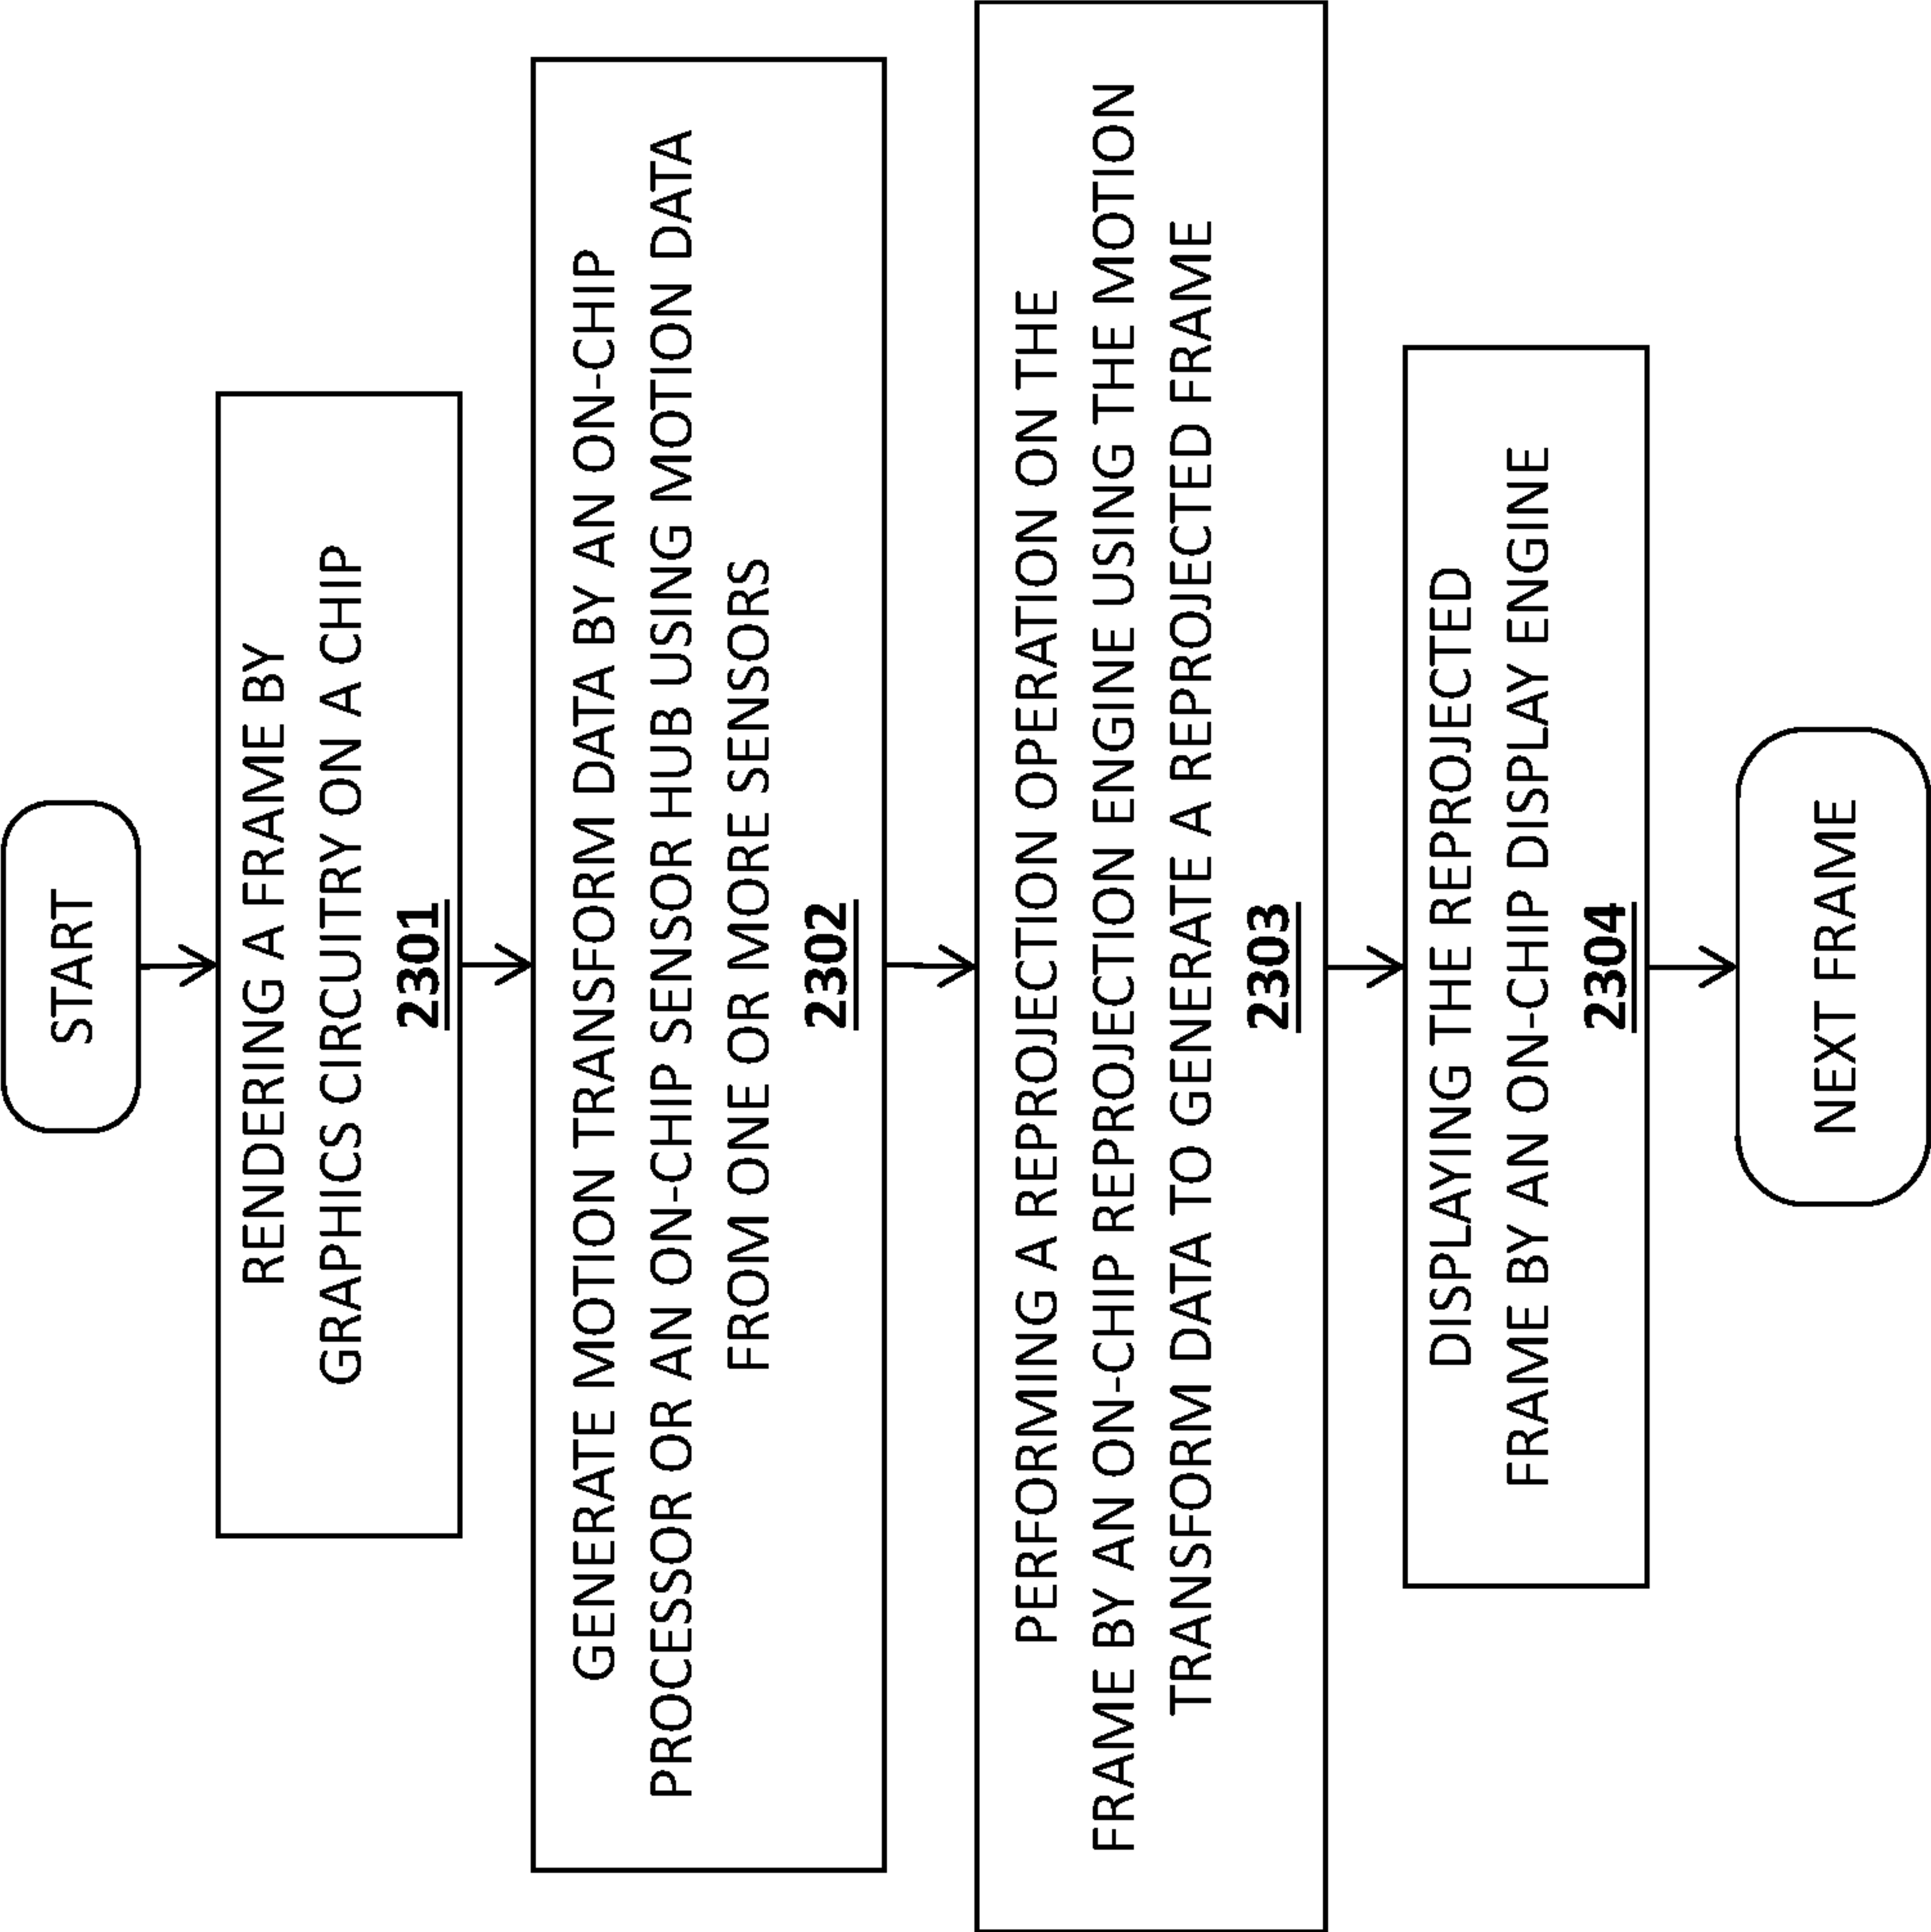 START
RENDERING A FRAME BY
GRAPHICS CIRCUITRY ON A CHIP
2301
GENERATE MOTION TRANSFORM DATA BY AN ON-CHIP
PROCESSOR OR AN ON-CHIP SENSOR HUB USING MOTION DATA
FROM ONE OR MORE SENSORS
2302
PERFORMING A REPROJECTION OPERATION ON THE
FRAME BY AN ON-CHIP REPROJECTION ENGINE USING THE MOTION
TRANSFORM DATA TO GENERATE A REPROJECTED FRAME
2303
DISPLAYING THE REPROJECTED
FRAME BY AN ON-CHIP DISPLAY ENGINE
2304
NEXT FRAME